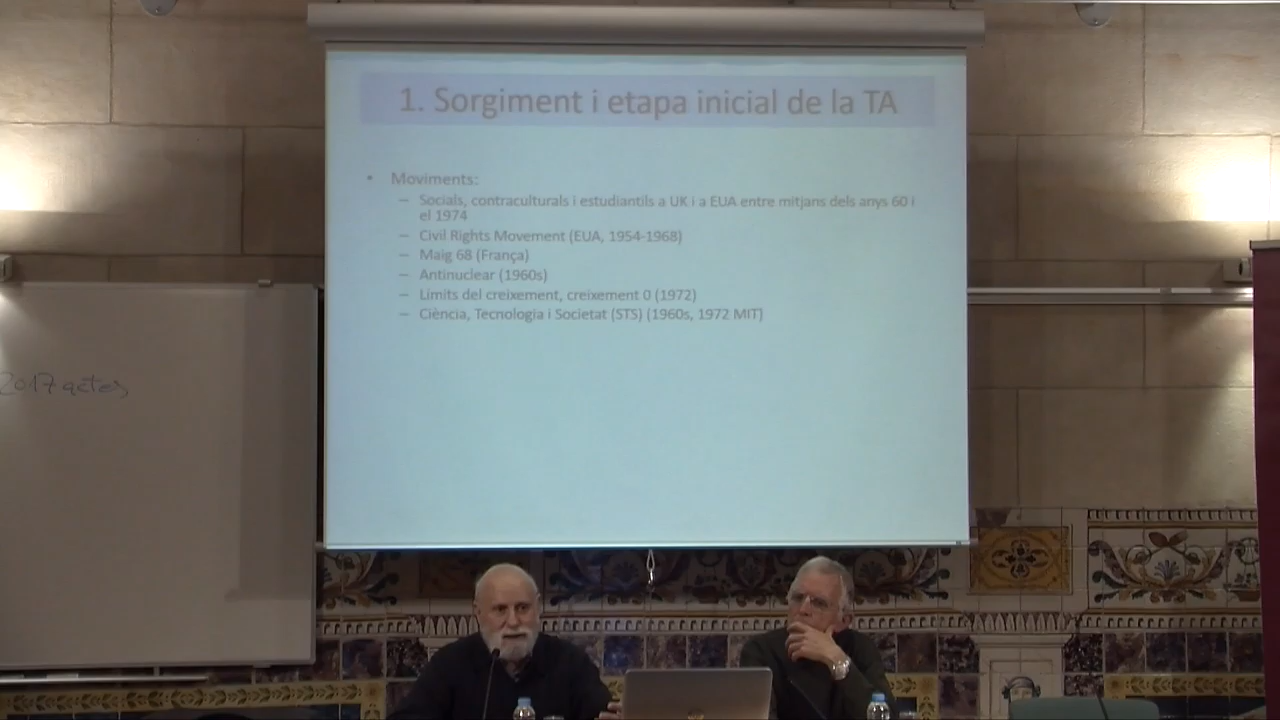 1. Sorgiment i etapa inicial de la TA
• Moviments:
– Socials, contraculturals i estudiantils a UK i a EUA entre mitjans dels anys 60 i
el 1974
– Civil Rights Movement (EUA, 1954-1968)
– Maig 68 (França)
– Antinuclear (1960s)
– Límits del creixement, creixement 0 (1972)
– Ciència, Tecnologia i Societat (STS) (1960s, 1972 MIT)
2017 actes